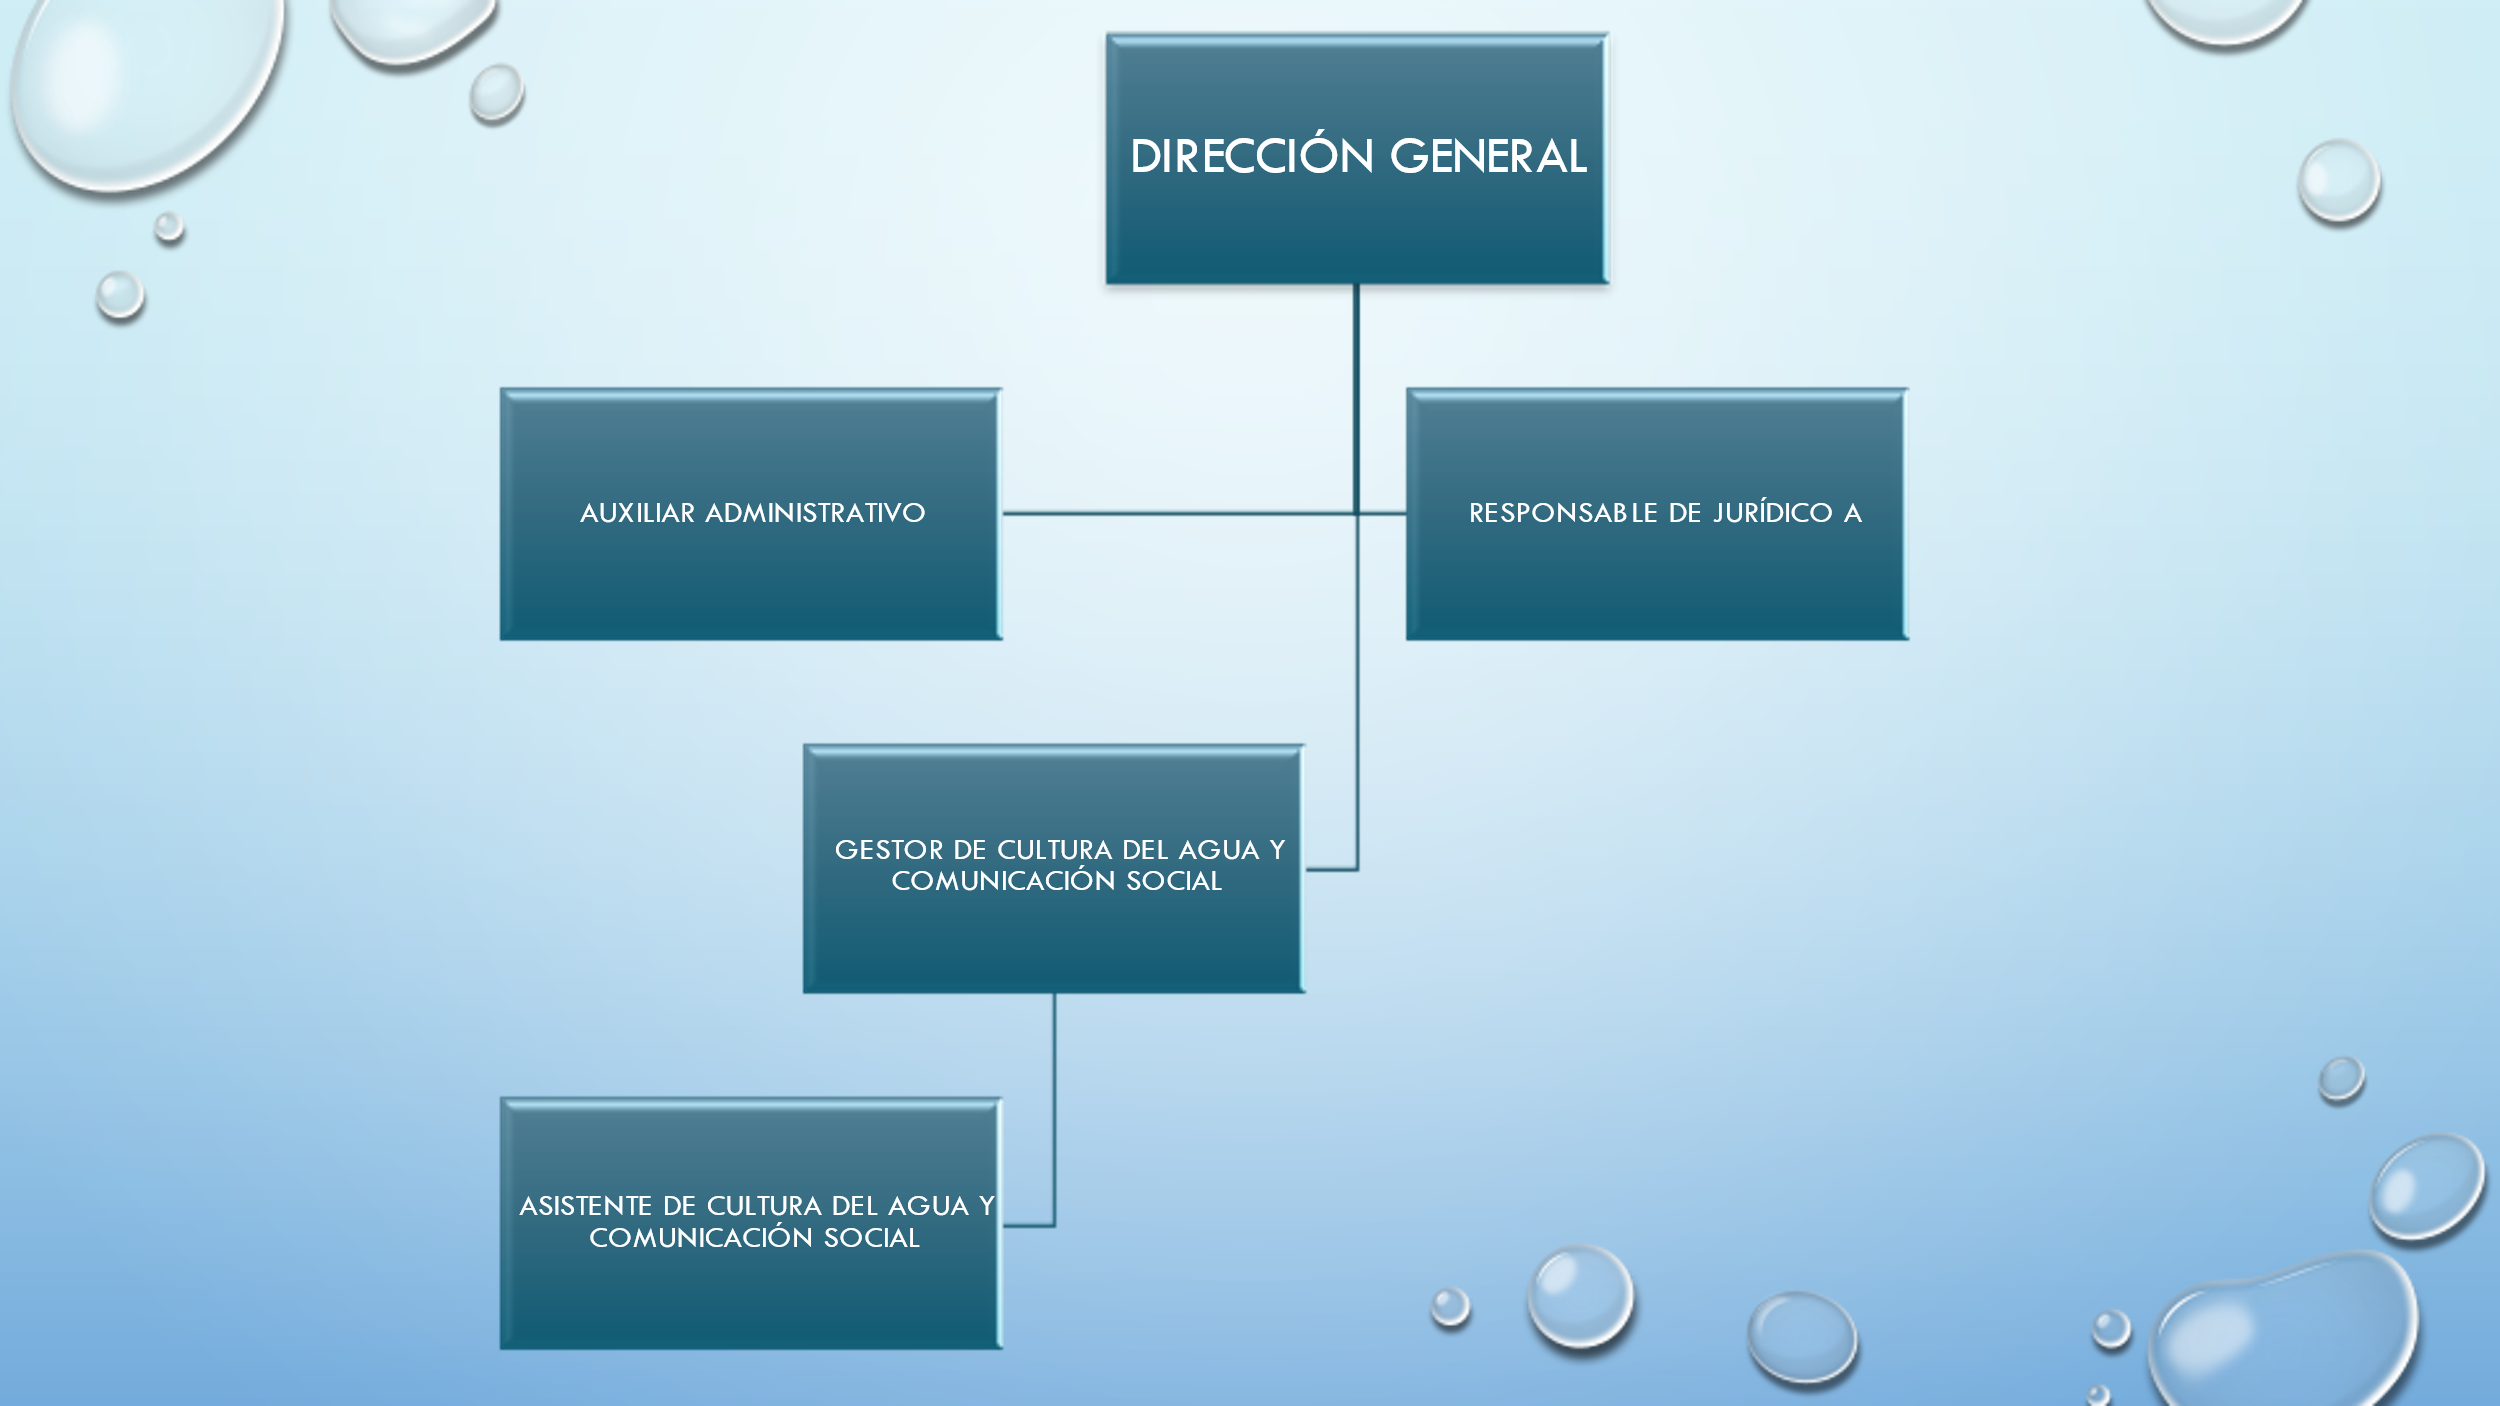 DIRECCIÓN GENERAL
AUXILIAR ADMINISTRATIVO
RESPONSABLE DE JURÍDICO A
GESTOR DE CULTURA DEL AGUA Y
COMUNICACIÓN SOCIAL
ASISTENTE DE CULTURA DEL AGUA Y
COMUNICACIÓN SOCIAL